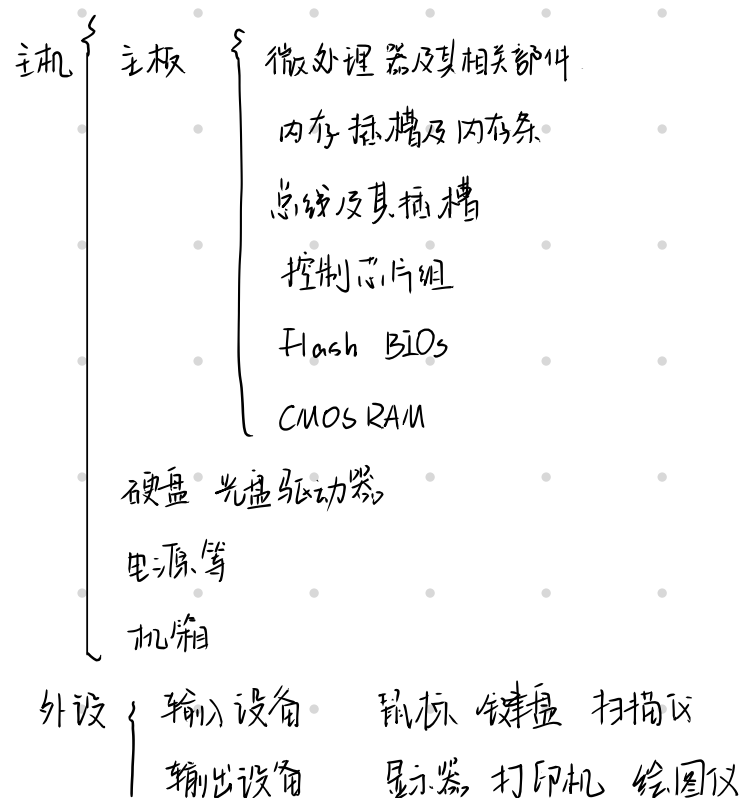 主机 主板 微处理器及其相关部件
内存插槽及内存条
总线及其插槽
控制芯片组
Flash BIOS
CMOS RAM
硬盘 光盘驱动器
电源等
机箱
外设 输入设备 鼠标 键盘 扫描仪
输出设备 显示器 打印机 绘图仪